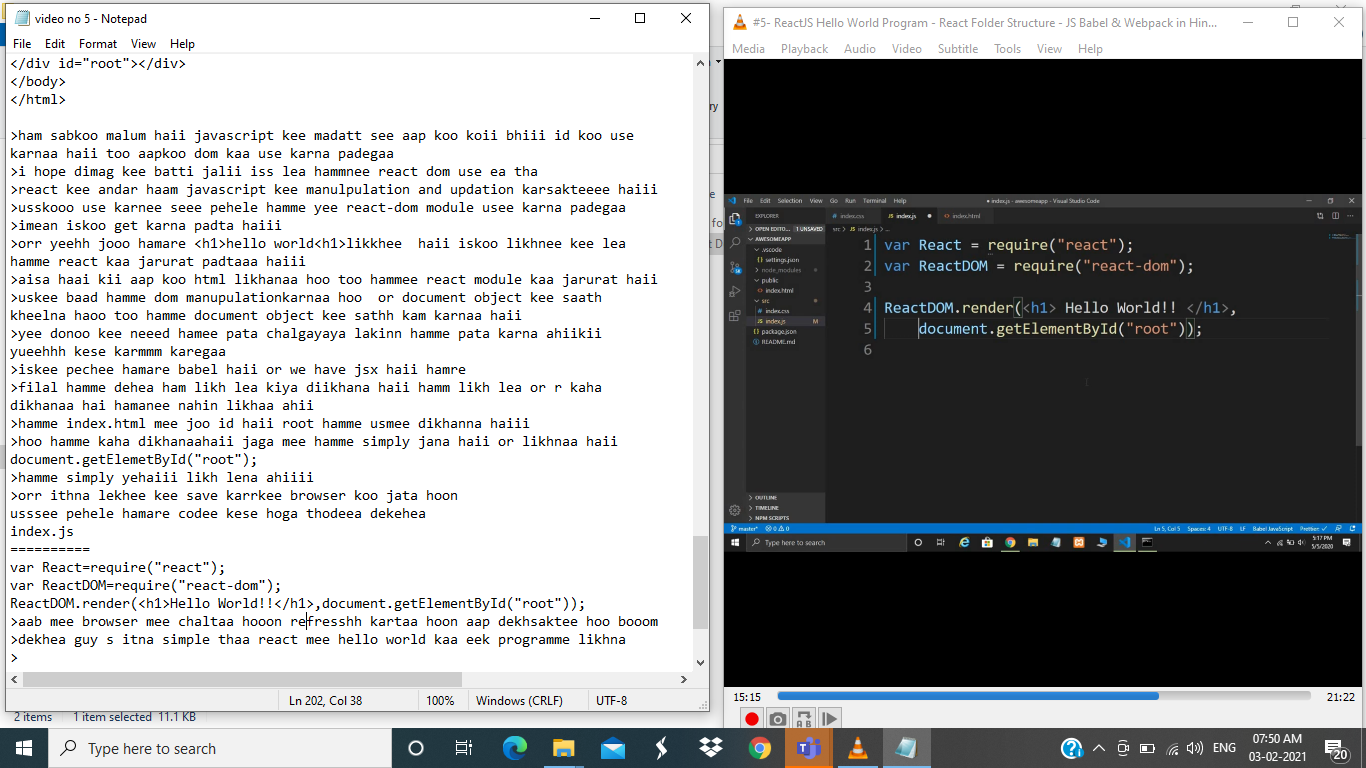 video no 5 - Notepad
File Edit Format View Help
</div id="root"></div>
</body>
</html>
>ham sabkoo malum haii javascript kee madatt see aap koo koii bhiii id koo use
karnaa haii too aapkoo dom kaa use karna padegaa
>i hope dimag kee batti jalii iss lea hammnee react dom use ea tha
>react kee andar haam javascript kee manulpulation and updation karsakteeee haiii
>usskooo use karnee seee pehele hamme yee react-dom module usee karna padegaa
>imean iskoo get karna padta haiii
>orr yeehh jooo hamare <h1>hello world<h1>likkhee  haii iskoo likhnee kee lea
hamme react kaa jarurat padtaaa haiii
>aisa haai kii aap koo html likhanaa hoo too hammee react module kaa jarurat haii
>uskee baad hamme dom manupulationkarnaa hoo  or document object kee saath
kheelna haoo too hamme document object kee sathh kam karnaa haii
>yee donoo kee neeed hamee pata chalgayaya lakinn hamme pata karna ahiikii
yueehhh kese karmmm karegaa
>iskee pechee hamare babel haii or we have jsx haii hamre
>filal hamme dehea ham likh lea kiya diikhana haii hamm likh lea or r kaha
dikhanaa hai hamanee nahin likhaa ahii
>hamme index.html mee joo id haii root hamme usmee dikhanna haiii
>hoo hamme kaha dikhanaahaii jaga mee hamme simply jana haii or likhnaa haii
document.getElemetById("root");
>hamme simply yehaiii likh lena ahiiii
>orr ithna lekhee kee save karrkee browser koo jata hoon
usssee pehele hamare codee kese hoga thodeea dekehea
index.js
==========
var React=require("react");
var ReactDOM=require("react-dom");
ReactDOM.render(<h1>Hello World!!</h1>,document.getElementById("root"));
>aab mee browser mee chaltaa hooon refresshh kartaa hoon aap dekhsaktee hoo booom
>dekhea guy s itna simple thaa react mee hello world kaa eek programme likhna
>
Ln 202, Col 38 100% Windows (CRLF) UTF-8
2 items 1 item selected 11.1 KB
#5- ReactJS Hello World Program - React Folder Structure - JS Babel & Webpack in Hin...
Media Playback Audio Video Subtitle Tools View Help
File Edit Selection View Go Run Terminal Help
● index.js - awesomeapp - Visual Studio Code
EXPLORER
index.css index.js index.html
OPEN EDITO... 1 UNSAVED
src > index.js > ...
AWESOMEAPP
.vscode
settings.json
node_modules
public
index.html
src
index.css
index.js M
package.json
README.md
OUTLINE
TIMELINE
NPM SCRIPTS
1 var React = require("react");
2 var ReactDOM = require("react-dom");
3
4 ReactDOM.render(<h1> Hello World!! </h1>,
5 document.getElementById("root"));
6
master* 0 0 Ln 5, Col 5 Spaces: 4 UTF-8 LF Babel JavaScript Prettier: ✓
Type here to search
5:17 PM
5/5/2020
15:15 21:22
Type here to search
ENG
07:50 AM
03-02-2021
20